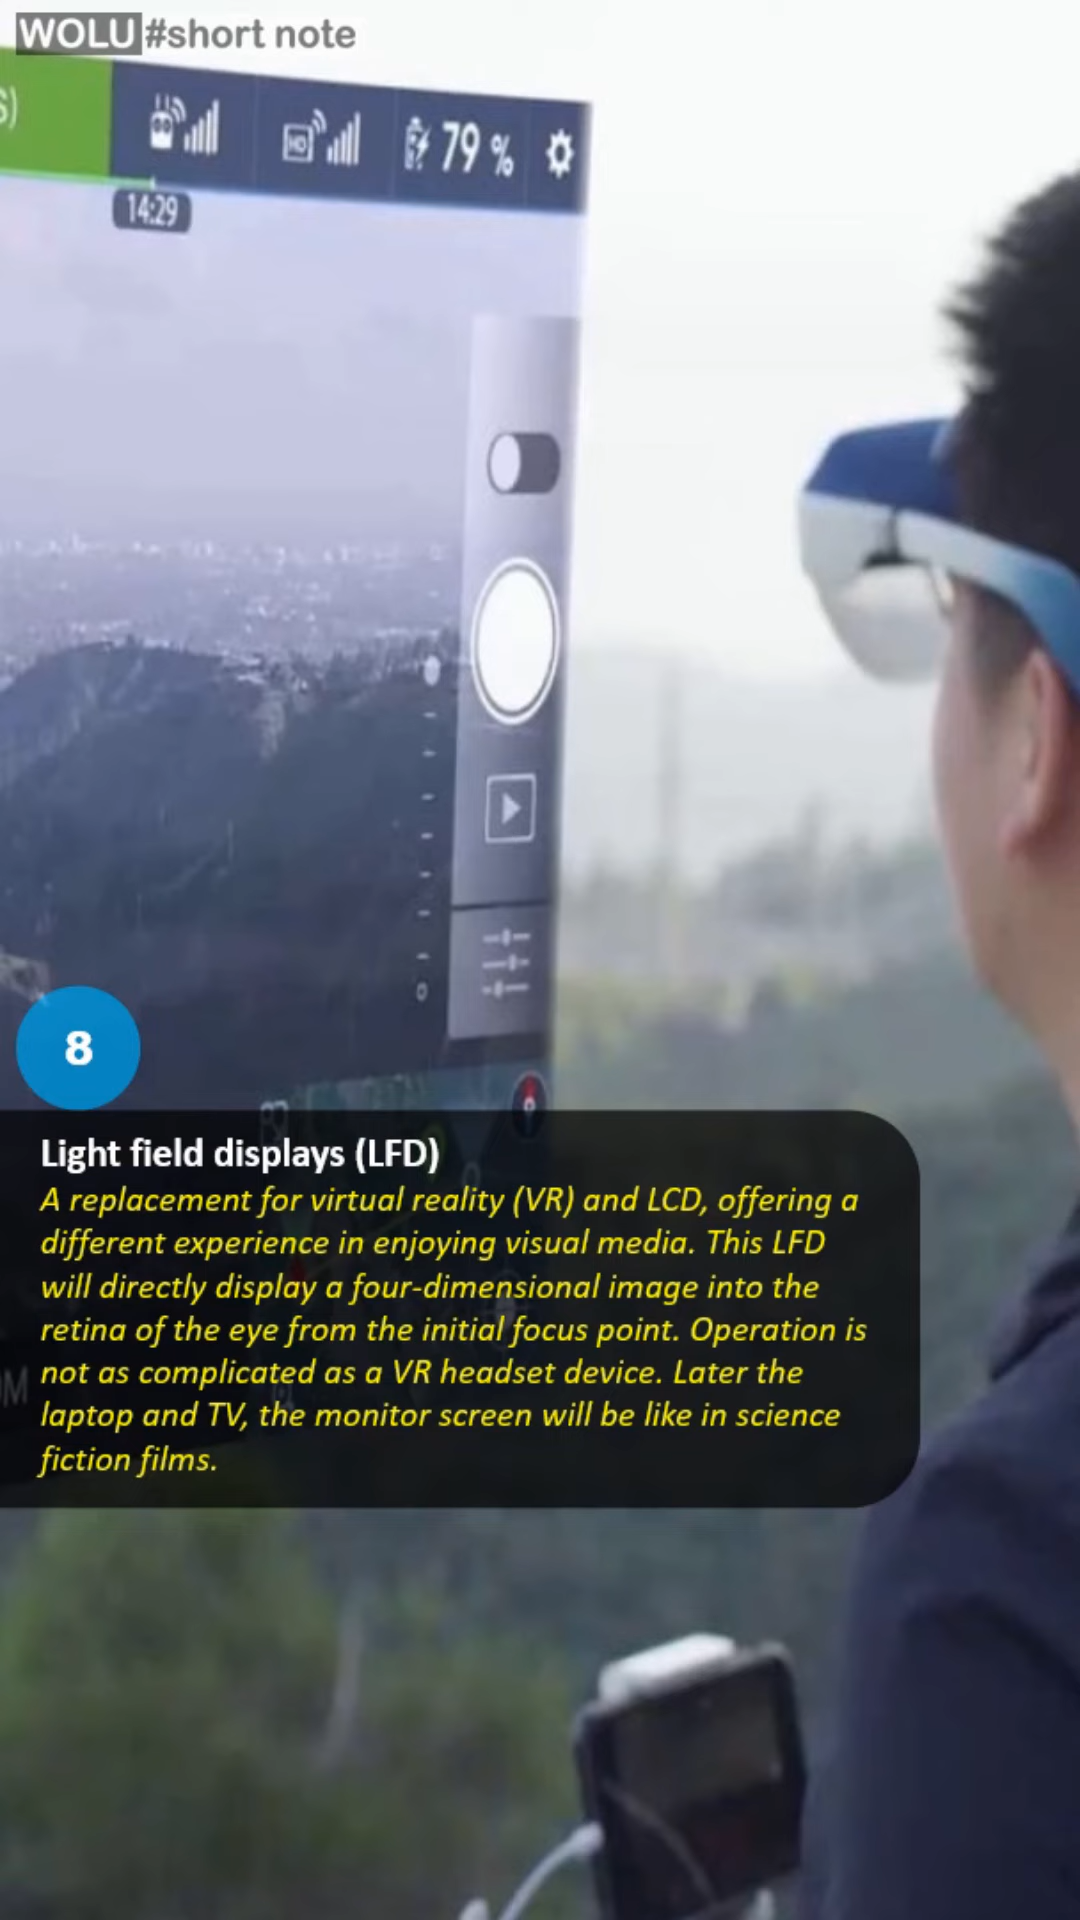 WOLU #short note
S)
HD
79 %
14:29
0
8
Light field displays (LFD)
A replacement for virtual reality (VR) and LCD, offering a
different experience in enjoying visual media. This LFD
will directly display a four-dimensional image into the
retina of the eye from the initial focus point. Operation is
not as complicated as a VR headset device. Later the
laptop and TV, the monitor screen will be like in science
fiction films.